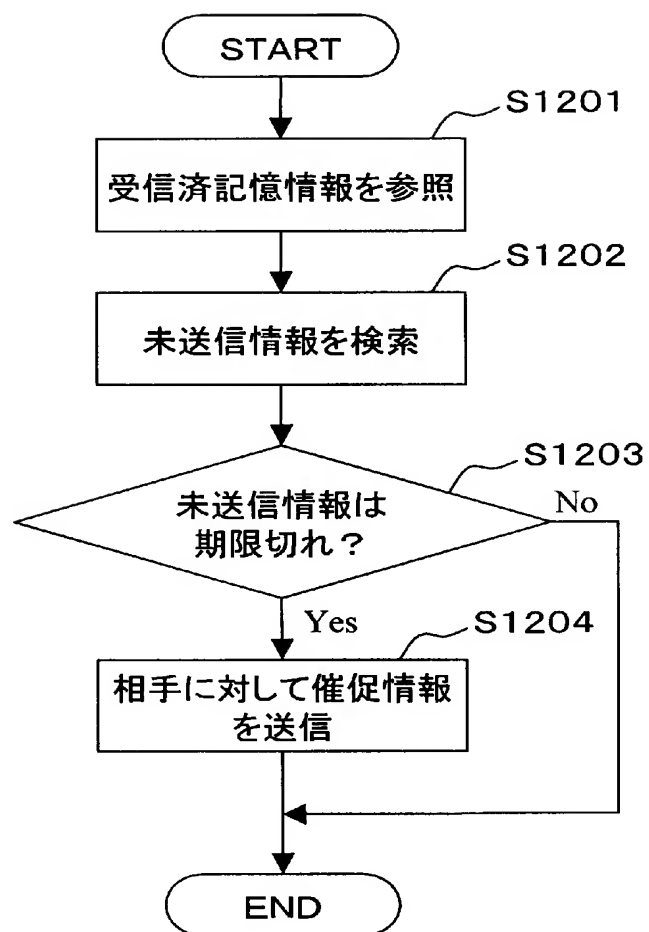 START
S1201
受信済記憶情報を参照
S1202
未送信情報を検索
S1203
未送信情報は
期限切れ？
No
Yes
S1204
相手に対して催促情報
を送信
END